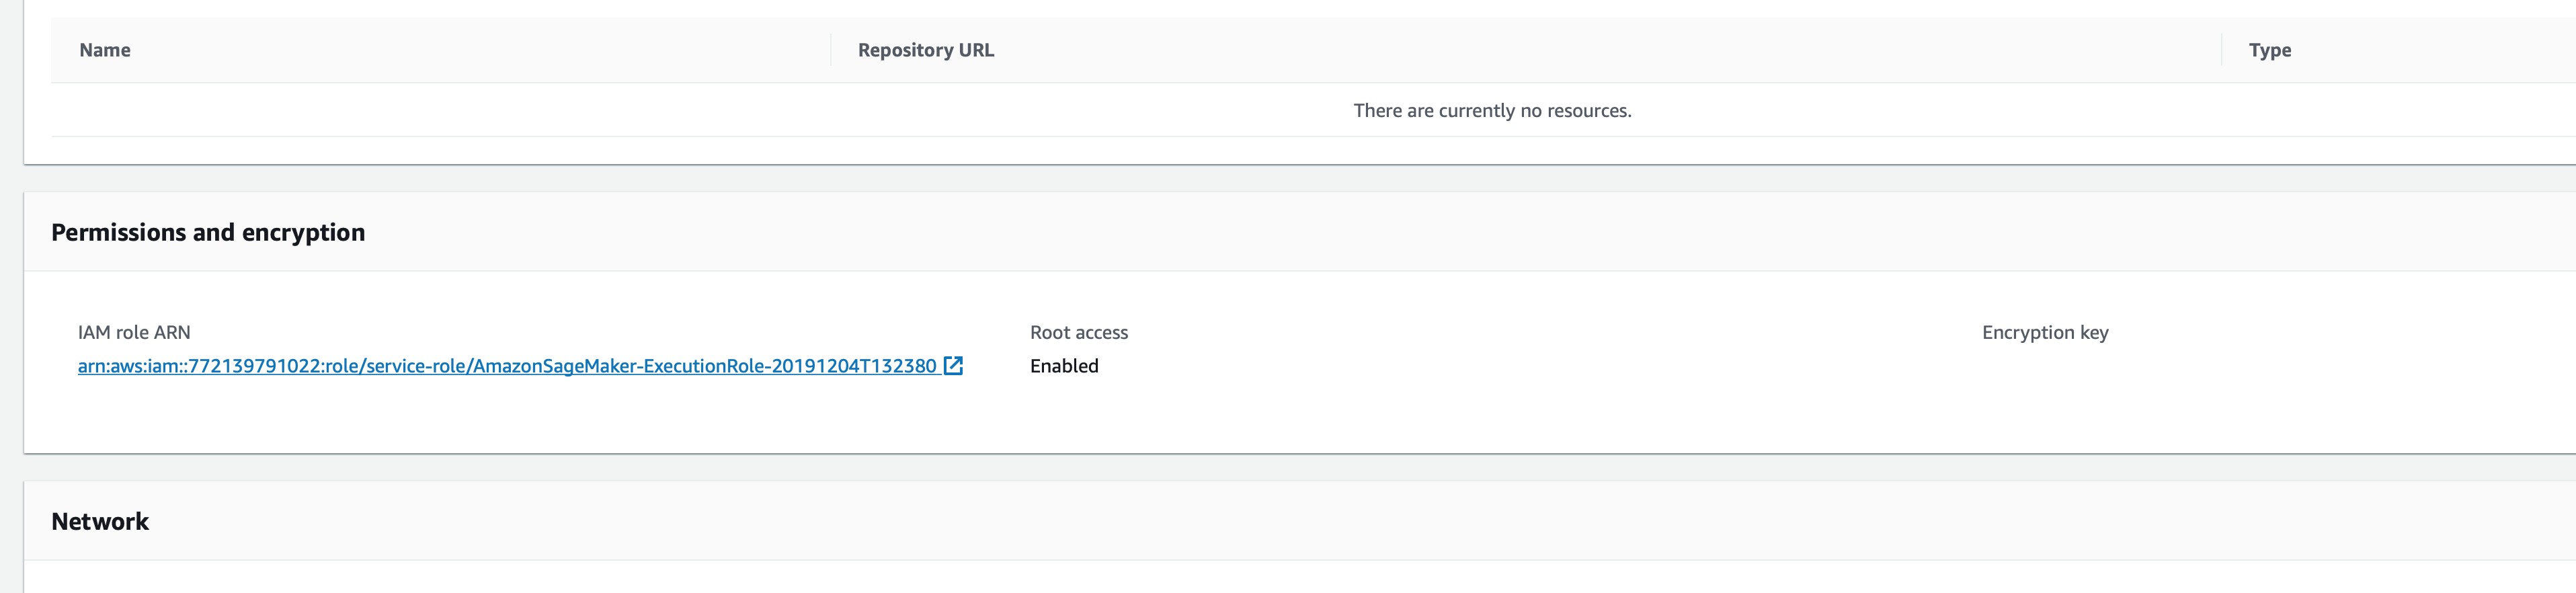 Name Repository URL Type
There are currently no resources.
Permissions and encryption
IAM role ARN Root access Encryption key
arn:aws:iam::772139791022:role/service-role/AmazonSageMaker-ExecutionRole-20191204T132380 Enabled
Network